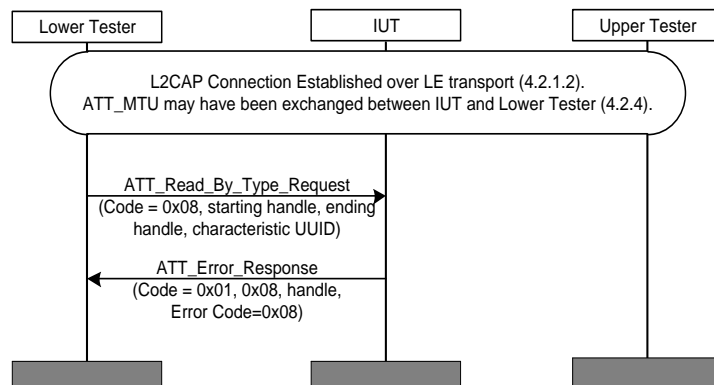 Lower Tester
IUT
Upper Tester
L2CAP Connection Established over LE transport (4.2.1.2).
ATT_MTU may have been exchanged between IUT and Lower Tester (4.2.4).
ATT_Read_By_Type_Request
(Code = 0x08, starting handle, ending
handle, characteristic UUID)
ATT_Error_Response
(Code = 0x01, 0x08, handle,
Error Code=0x08)